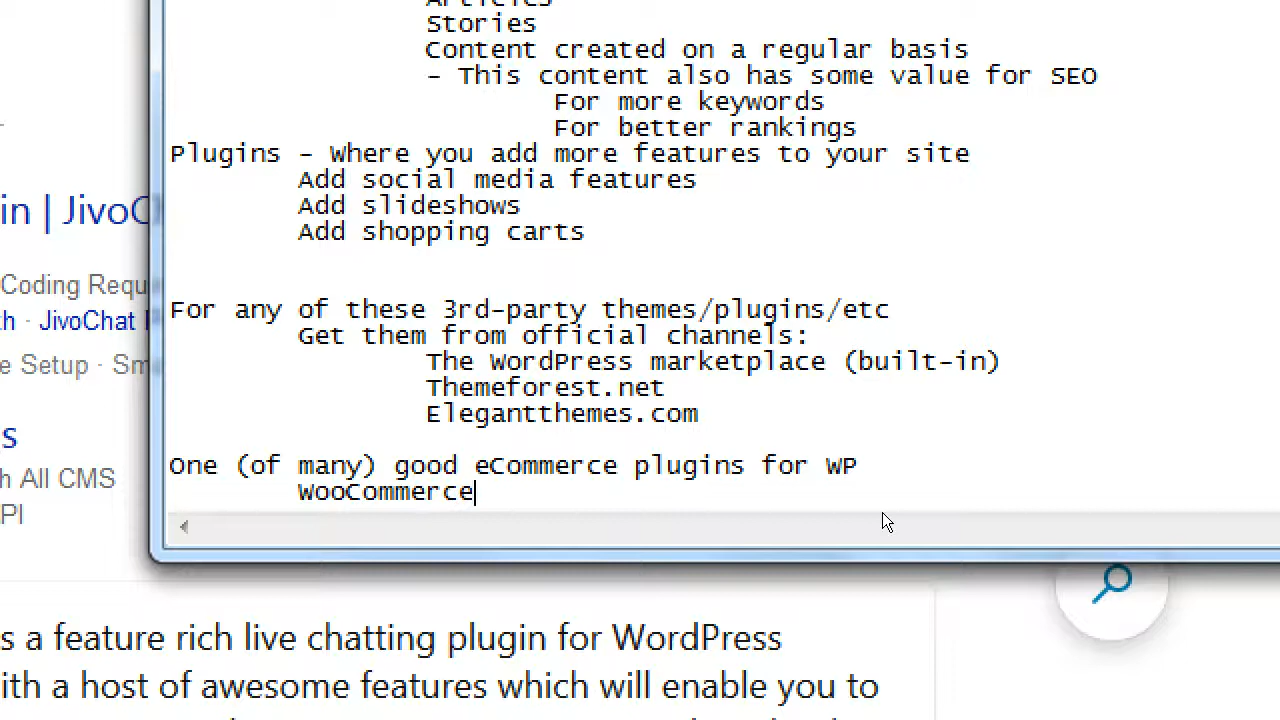 Articles
Stories
Content created on a regular basis
- This content also has some value for SEO
For more keywords
For better rankings
Plugins - Where you add more features to your site
Add social media features
Add slideshows
Add shopping carts
For any of these 3rd-party themes/plugins/etc
Get them from official channels:
The WordPress marketplace (built-in)
Themeforest.net
Elegantthemes.com
One (of many) good eCommerce plugins for WP
WooCommerce
in | JivoC
Coding Requ
th · JivoChat
e Setup · Sm
s
h All CMS
PI
s a feature rich live chatting plugin for WordPress
ith a host of awesome features which will enable you to